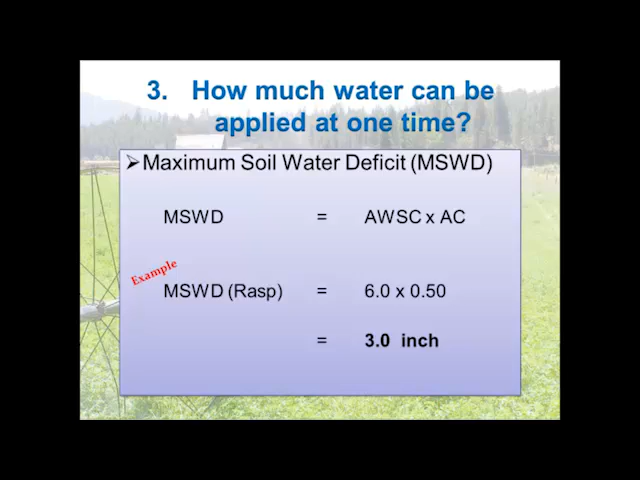 3. How much water can be
applied at one time?
➢Maximum Soil Water Deficit (MSWD)
MSWD = AWSC x AC
Example
MSWD (Rasp) = 6.0 x 0.50
= 3.0 inch